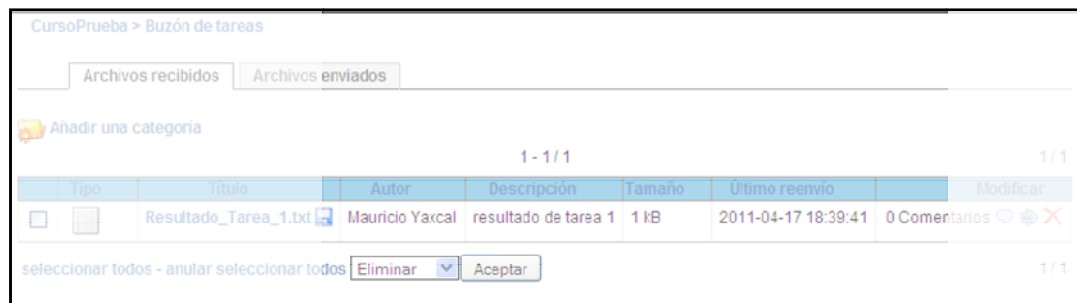 CursoPrueba > Buzón de tareas
Archivos recibidos Archivos enviados
Añadir una categoría
1 - 1 / 1 1 / 1
Tipo Título Autor Descripción Tamaño Último reenvío Modificar
Resultado_Tarea_1.txt Mauricio Yaxcal resultado de tarea 1 1 kB 2011-04-17 18:39:41 0 Comentarios
seleccionar todos - anular seleccionar todos Eliminar Aceptar 1 / 1